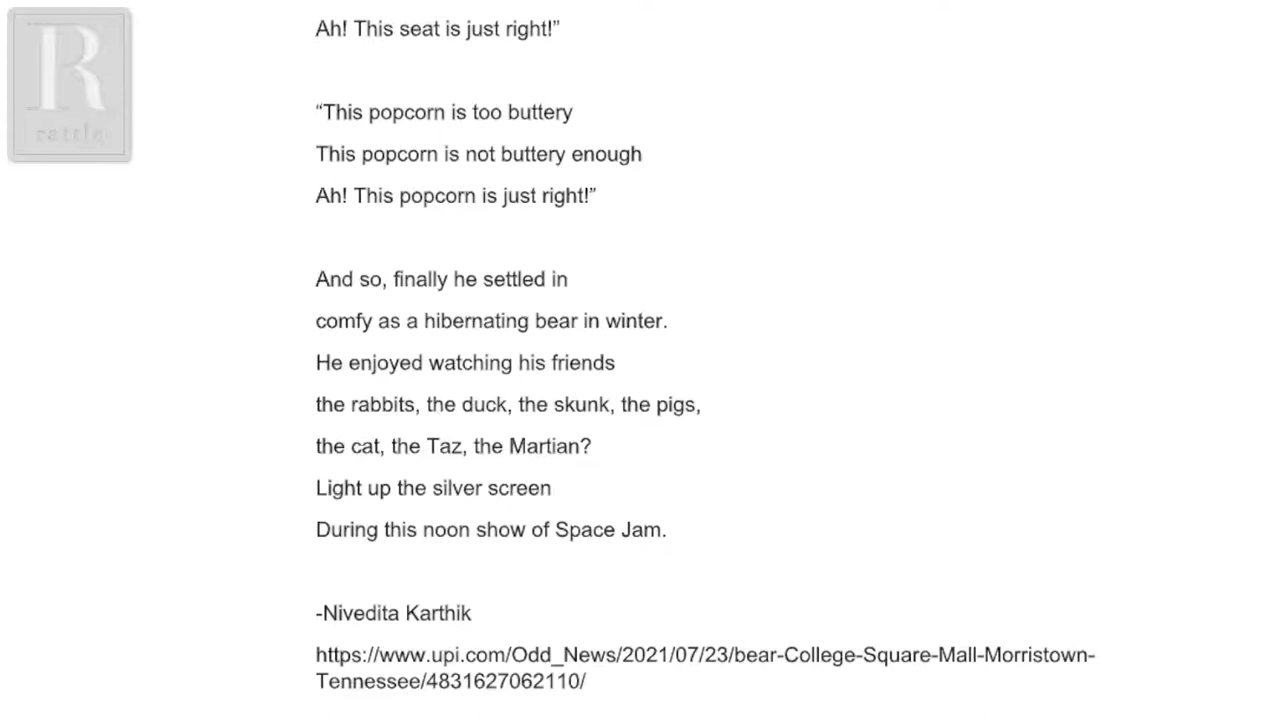 R
rattle
Ah! This seat is just right!”
“This popcorn is too buttery
This popcorn is not buttery enough
Ah! This popcorn is just right!”
And so, finally he settled in
comfy as a hibernating bear in winter.
He enjoyed watching his friends
the rabbits, the duck, the skunk, the pigs,
the cat, the Taz, the Martian?
Light up the silver screen
During this noon show of Space Jam.
-Nivedita Karthik
https://www.upi.com/Odd_News/2021/07/23/bear-College-Square-Mall-Morristown-
Tennessee/4831627062110/